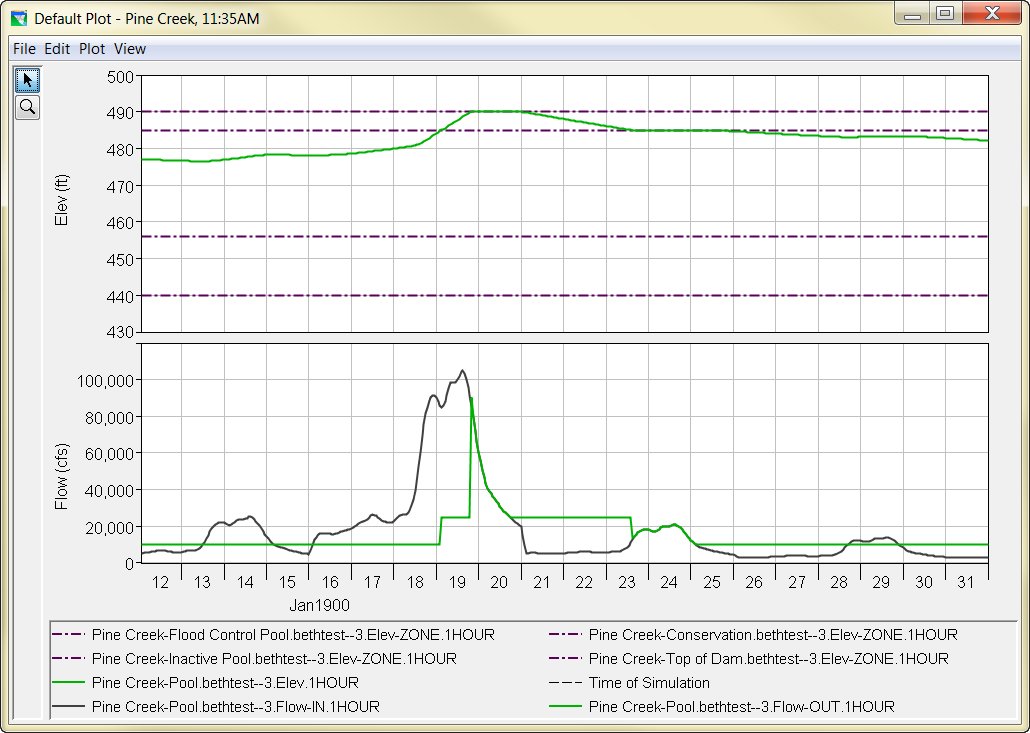 Default Plot - Pine Creek, 11:35AM
File Edit Plot View
500
490
480
470
460
450
440
430
Elev (ft)
100,000
80,000
60,000
40,000
20,000
0
Flow (cfs)
12 13 14 15 16 17 18 19 20 21 22 23 24 25 26 27 28 29 30 31
Jan1900
Pine Creek-Flood Control Pool.bethtest--3.Elev-ZONE.1HOUR
Pine Creek-Conservation.bethtest--3.Elev-ZONE.1HOUR
Pine Creek-Inactive Pool.bethtest--3.Elev-ZONE.1HOUR
Pine Creek-Top of Dam.bethtest--3.Elev-ZONE.1HOUR
Pine Creek-Pool.bethtest--3.Elev.1HOUR
Time of Simulation
Pine Creek-Pool.bethtest--3.Flow-IN.1HOUR
Pine Creek-Pool.bethtest--3.Flow-OUT.1HOUR